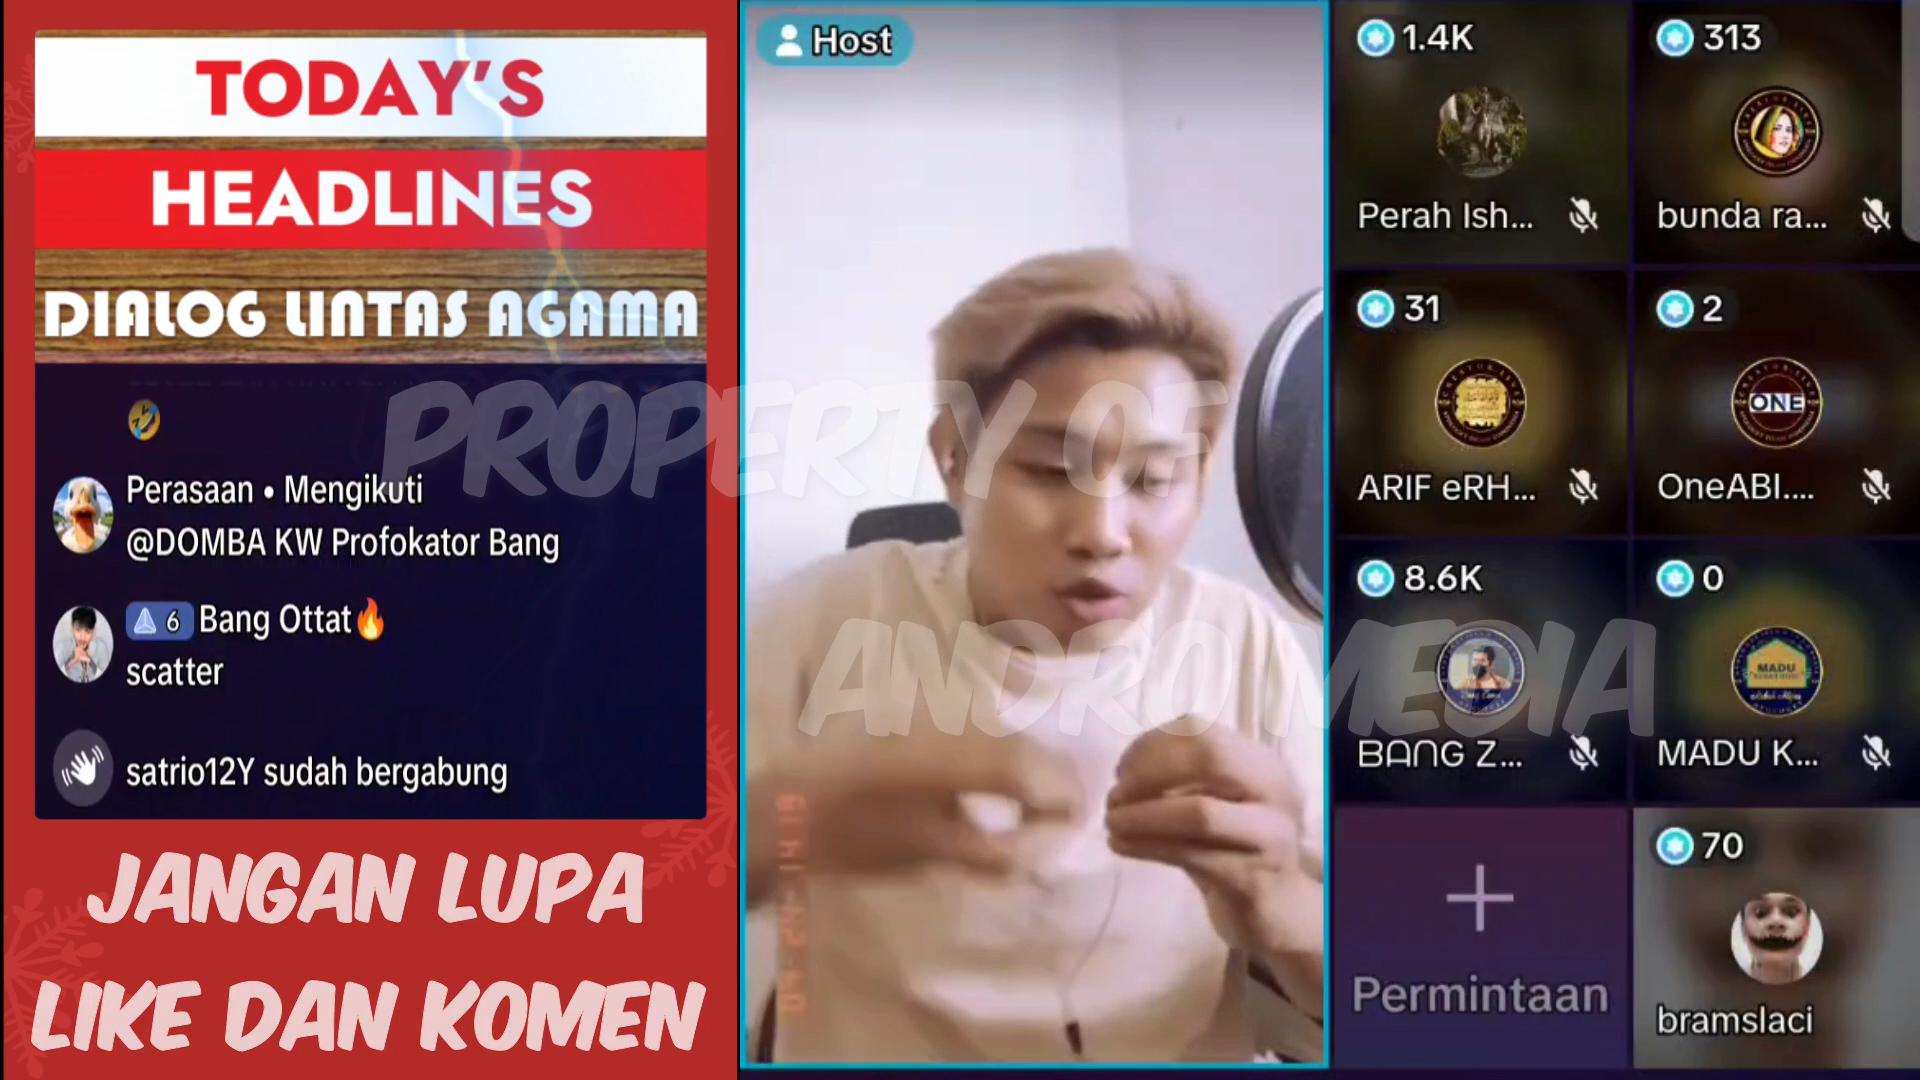 TODAY'S
HEADLINES
DIALOG LINTAS AGAMA
🤣
Perasaan • Mengikuti
@DOMBA KW Profokator Bang
6 Bang Ottat🔥
scatter
satrio12Y sudah bergabung
JANGAN LUPA
LIKE DAN KOMEN
PROPERTY OF
ANDRO MEDIA
Host
1.4K
Perah Ish...
313
bunda ra...
31
ARIF eRH...
2
ONE
OneABI....
8.6K
BANG Z...
0
MADU
MADU K...
+
Permintaan
70
bramslaci